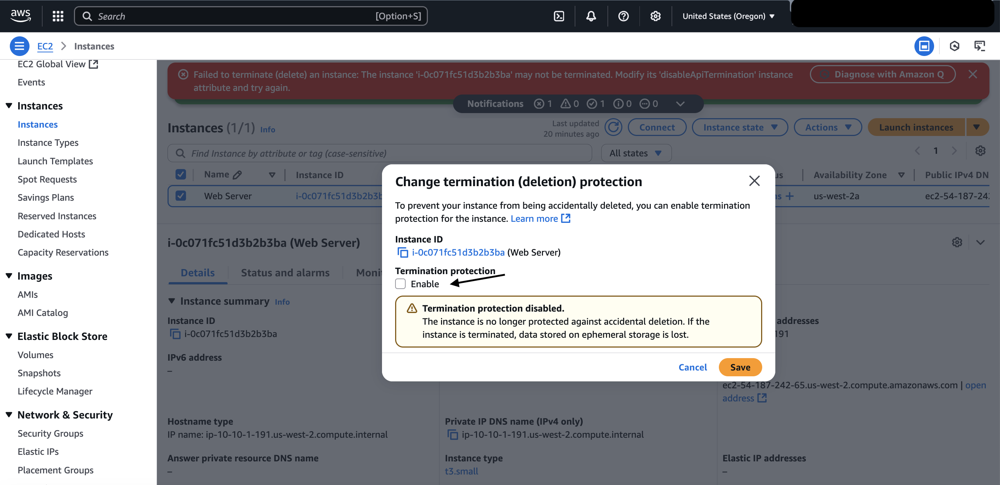 aws
Search
[Option+S]
United States (Oregon)
EC2
Instances
EC2 Global View
Events
Instances
Instances
Instance Types
Launch Templates
Spot Requests
Savings Plans
Reserved Instances
Dedicated Hosts
Capacity Reservations
Images
AMIs
AMI Catalog
Elastic Block Store
Volumes
Snapshots
Lifecycle Manager
Network & Security
Security Groups
Elastic IPs
Placement Groups
Failed to terminate (delete) an instance: The instance 'i-0c071fc51d3b2b3ba' may not be terminated. Modify its 'disableApiTermination' instance
attribute and try again.
Diagnose with Amazon Q
Notifications 1 0 1 0 0
Instances (1/1) Info
Last updated
20 minutes ago
Connect
Instance state
Actions
Launch instances
Find Instance by attribute or tag (case-sensitive)
All states
1
Name
Instance ID
Availability Zone
Public IPv4 DN
Web Server
i-0c071fc51d3b2b3b
us-west-2a
ec2-54-187-242
Change termination (deletion) protection
To prevent your instance from being accidentally deleted, you can enable termination
protection for the instance. Learn more
Instance ID
i-0c071fc51d3b2b3ba (Web Server)
Termination protection
Enable
Termination protection disabled.
The instance is no longer protected against accidental deletion. If the
instance is terminated, data stored on ephemeral storage is lost.
Cancel
Save
i-0c071fc51d3b2b3ba (Web Server)
Details
Status and alarms
Monit
Instance summary Info
Instance ID
i-0c071fc51d3b2b3ba
addresses
191
IPv6 address
–
ec2-54-187-242-65.us-west-2.compute.amazonaws.com | open
address
Hostname type
IP name: ip-10-10-1-191.us-west-2.compute.internal
Private IP DNS name (IPv4 only)
ip-10-10-1-191.us-west-2.compute.internal
Answer private resource DNS name
–
Instance type
t3.small
Elastic IP addresses
–